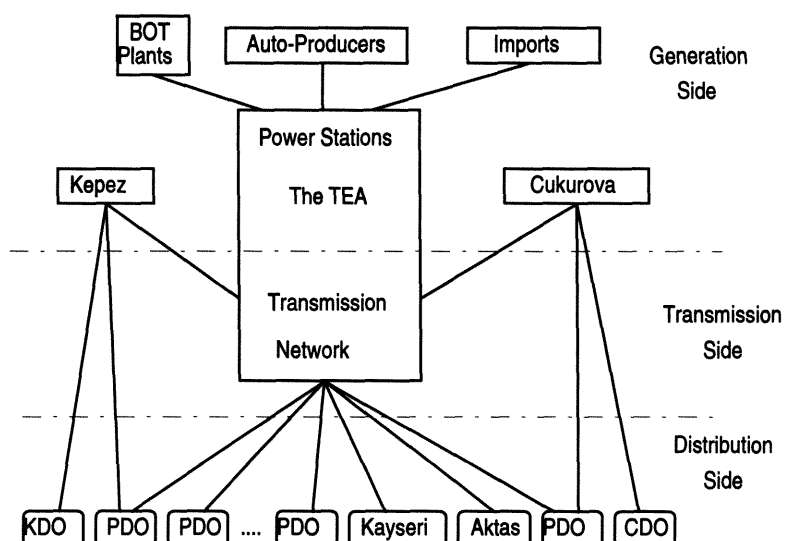 BOT
Plants
Auto-Producers
Imports
Generation
Side
Power Stations
The TEA
Kepez
Cukurova
Transmission
Network
Transmission
Side
Distribution
Side
KDO
PDO
PDO
....
PDO
Kayseri
Aktas
PDO
CDO